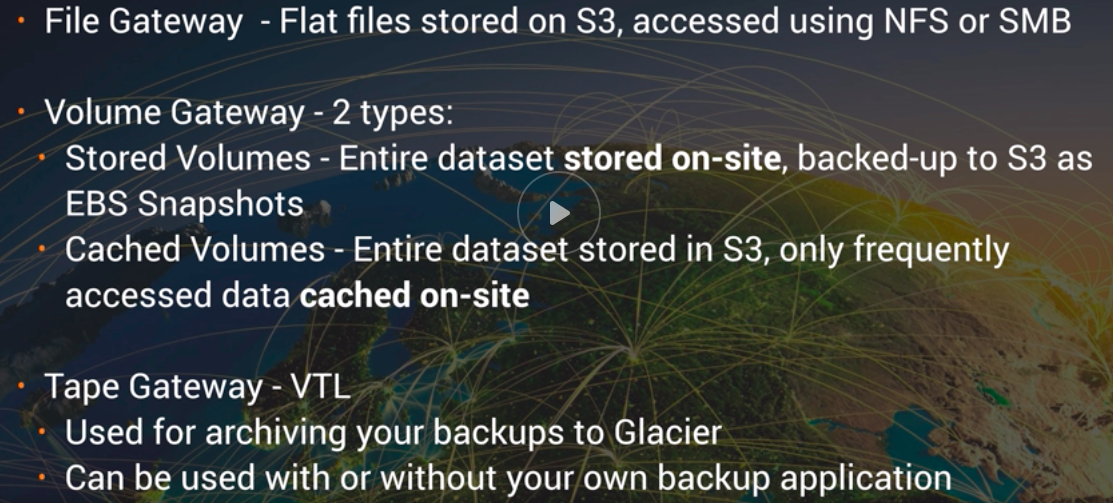 • File Gateway - Flat files stored on S3, accessed using NFS or SMB
• Volume Gateway - 2 types:
• Stored Volumes - Entire dataset stored on-site, backed-up to S3 as
EBS Snapshots
• Cached Volumes - Entire dataset stored in S3, only frequently
accessed data cached on-site
• Tape Gateway - VTL
• Used for archiving your backups to Glacier
• Can be used with or without your own backup application